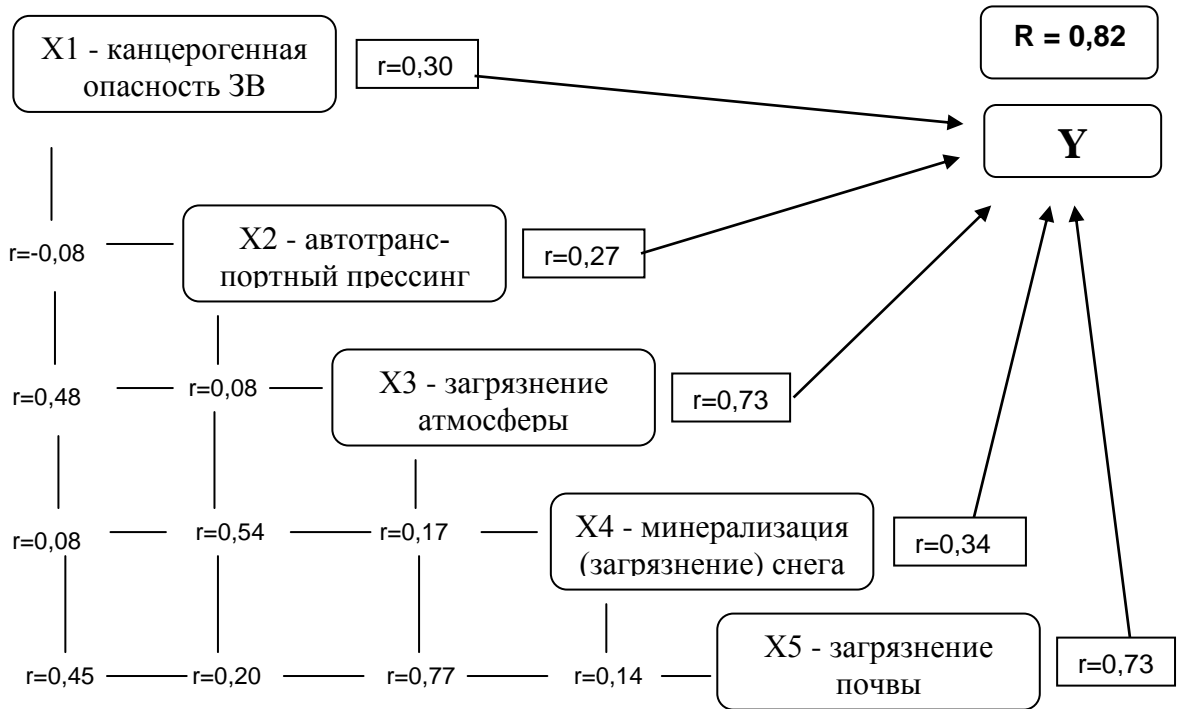 X1 - канцерогенная
опасность ЗВ
r=0,30
R = 0,82
Y
r=-0,08
X2 - автотранс-
портный прессинг
r=0,27
r=0,48
r=0,08
X3 - загрязнение
атмосферы
r=0,73
r=0,08
r=0,54
r=0,17
X4 - минерализация
(загрязнение) снега
r=0,34
r=0,45
r=0,20
r=0,77
r=0,14
X5 - загрязнение
почвы
r=0,73